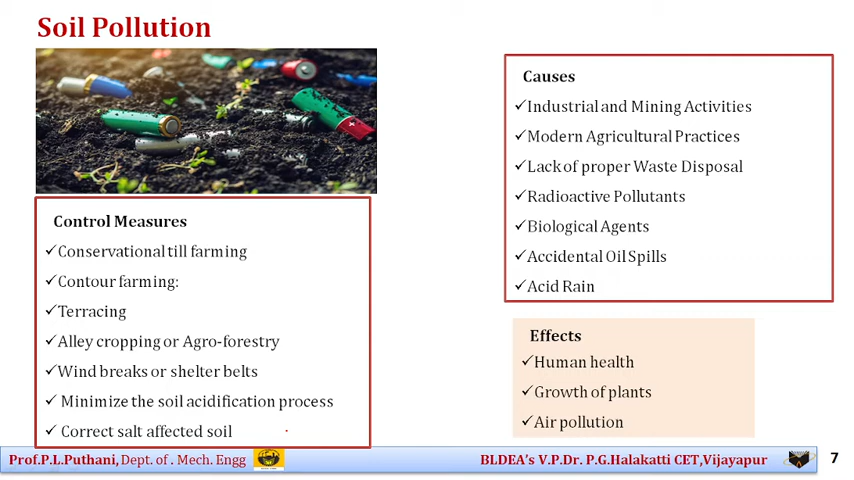 Soil Pollution
Control Measures
✓Conservational till farming
✓Contour farming:
✓Terracing
✓Alley cropping or Agro-forestry
✓Wind breaks or shelter belts
✓ Minimize the soil acidification process
✓ Correct salt affected soil
Causes
✓Industrial and Mining Activities
✓Modern Agricultural Practices
✓Lack of proper Waste Disposal
✓Radioactive Pollutants
✓Biological Agents
✓Accidental Oil Spills
✓Acid Rain
Effects
✓Human health
✓Growth of plants
✓Air pollution
Prof.P.L.Puthani, Dept. of . Mech. Engg
BLDEA's V.P.Dr. P.G.Halakatti CET,Vijayapur
7